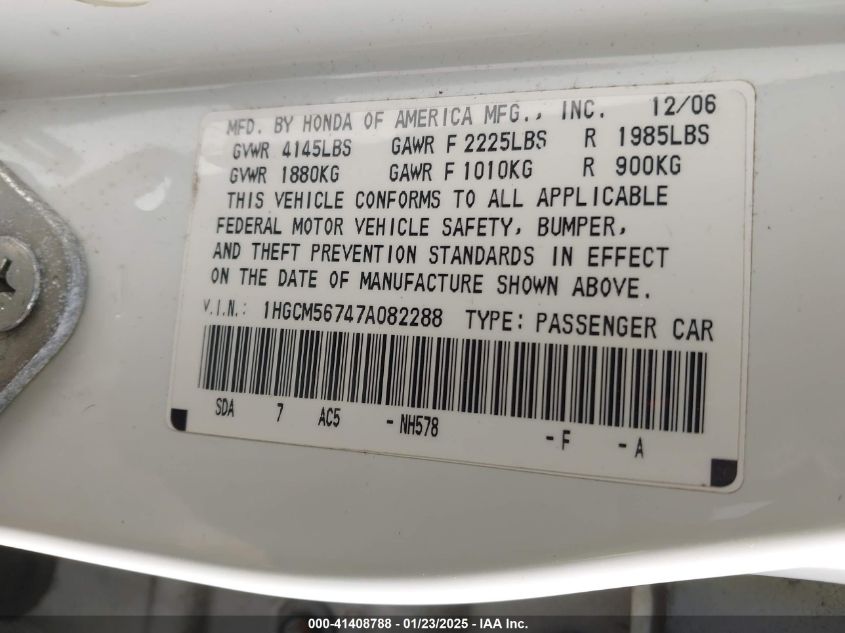 MFD. BY HONDA OF AMERICA MFG., INC. 12/06
GVWR 4145LBS GAWR F 2225LBS R 1985LBS
GVWR 1880KG GAWR F 1010KG R 900KG
THIS VEHICLE CONFORMS TO ALL APPLICABLE
FEDERAL MOTOR VEHICLE SAFETY, BUMPER,
AND THEFT PREVENTION STANDARDS IN EFFECT
ON THE DATE OF MANUFACTURE SHOWN ABOVE.
V.I.N.: 1HGCM56747A082288 TYPE: PASSENGER CAR
SDA 7 AC5 -NH578 -F -A
000-41408788 - 01/23/2025 - IAA Inc.